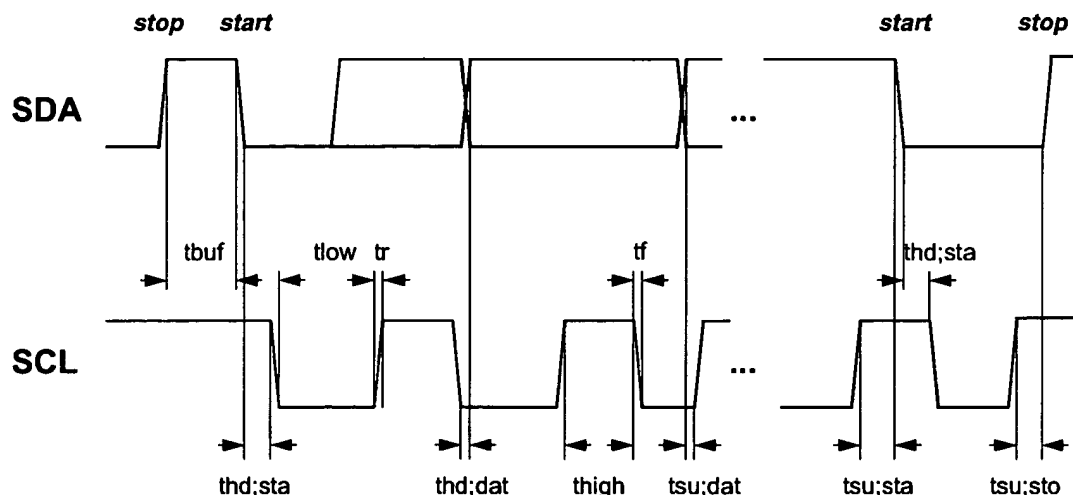 stop start start stop
SDA
...
tbuf tlow tr tf thd;sta
SCL
...
thd;sta thd;dat thigh tsu;dat tsu;sta tsu;sto